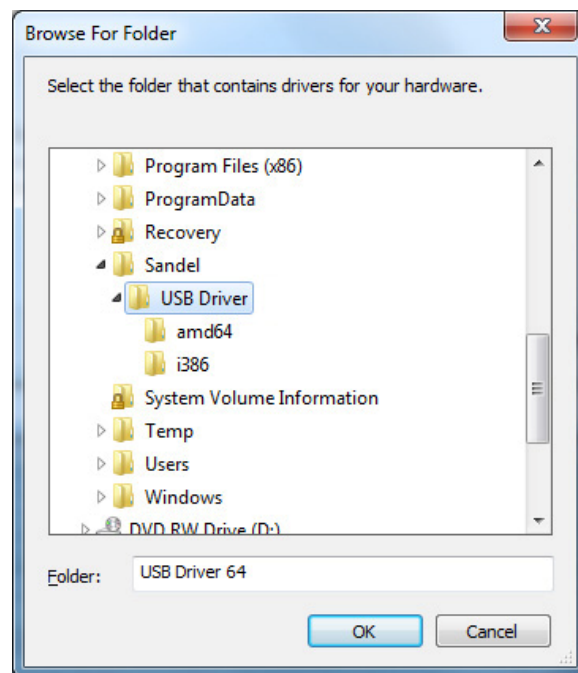 Browse For Folder
Select the folder that contains drivers for your hardware.
Program Files (x86)
ProgramData
Recovery
Sandel
USB Driver
amd64
i386
System Volume Information
Temp
Users
Windows
DVD RW Drive (D:)
Folder: USB Driver 64
OK Cancel